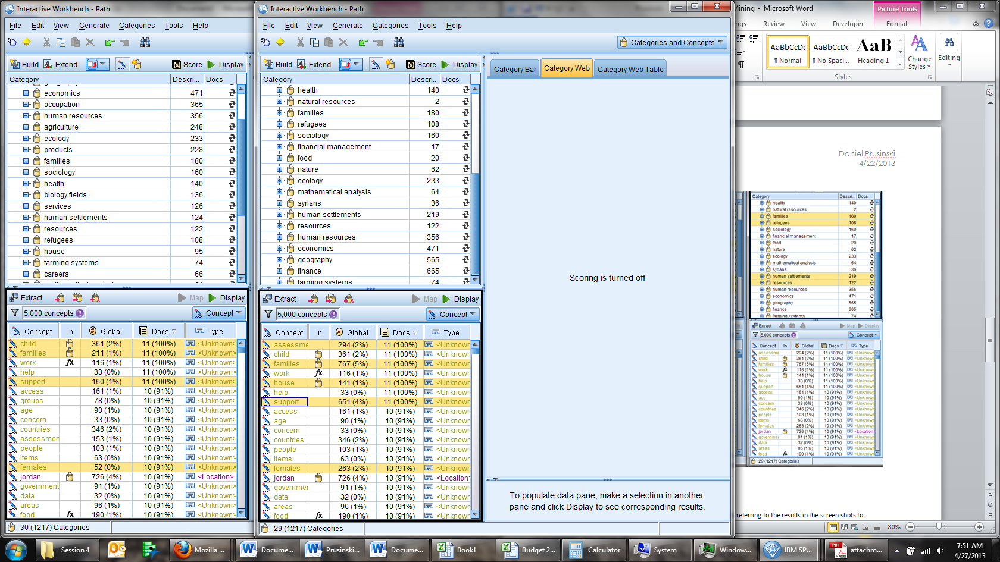 Interactive Workbench - Path
File Edit View Generate Categories Tools Help
Build Extend Score Display
Category Descri... Docs
economics 471
occupation 365
human resources 356
agriculture 248
ecology 233
products 228
families 180
sociology 160
health 140
biology fields 136
services 126
human settlements 124
resources 122
refugees 108
house 95
farming systems 74
careers 66
Extract Map Display
5,000 concepts Concept
Concept In Global Docs Type
child 361 (2%) 11 (100%) <Unknown>
families 211 (1%) 11 (100%) <Unknown>
work fx 116 (1%) 11 (100%) <Unknown>
help 33 (0%) 11 (100%) <Unknown>
support 160 (1%) 11 (100%) <Unknown>
access 161 (1%) 10 (91%) <Unknown>
groups 78 (0%) 10 (91%) <Unknown>
age 90 (1%) 10 (91%) <Unknown>
concern 33 (0%) 10 (91%) <Unknown>
countries 346 (2%) 10 (91%) <Unknown>
assessmen 153 (1%) 10 (91%) <Unknown>
people 103 (1%) 10 (91%) <Unknown>
items 63 (0%) 10 (91%) <Unknown>
females 52 (0%) 10 (91%) <Unknown>
jordan 726 (4%) 10 (91%) <Location>
government 91 (1%) 10 (91%) <Unknown>
data 32 (0%) 10 (91%) <Unknown>
areas 96 (1%) 10 (91%) <Unknown>
food fx 190 (1%) 10 (91%) <Unknown>
30 (1217) Categories
Interactive Workbench - Path
File Edit View Generate Categories Tools Help
Categories and Concepts
Build Extend Score Display
Category Descri... Docs
health 140
natural resources 2
families 180
refugees 108
sociology 160
financial management 17
food 20
nature 62
ecology 233
mathematical analysis 64
syrians 36
human settlements 219
resources 122
human resources 356
economics 471
geography 565
finance 665
farming systems 74
Extract Map Display
5,000 concepts Concept
Concept In Global Docs Type
assessme 294 (2%) 11 (100%) <Unknown
child 361 (2%) 11 (100%) <Unknown
families 767 (5%) 11 (100%) <Unknown
work fx 116 (1%) 11 (100%) <Unknown
house 141 (1%) 11 (100%) <Unknown
help 33 (0%) 11 (100%) <Unknown
support 651 (4%) 11 (100%) <Unknown
access 161 (1%) 10 (91%) <Unknown
age 90 (1%) 10 (91%) <Unknown
concern 33 (0%) 10 (91%) <Unknown
countries 346 (2%) 10 (91%) <Unknown
people 103 (1%) 10 (91%) <Unknown
items 63 (0%) 10 (91%) <Unknown
females 263 (2%) 10 (91%) <Unknown
jordan 726 (4%) 10 (91%) <Location>
governme 91 (1%) 10 (91%) <Unknown
data 32 (0%) 10 (91%) <Unknown
areas 96 (1%) 10 (91%) <Unknown
food fx 190 (1%) 10 (91%) <Unknown
29 (1217) Categories
Category Bar Category Web Category Web Table
Scoring is turned off
To populate data pane, make a selection in another
pane and click Display to see corresponding results.
Mining - Microsoft Word Picture Tools
ngs Review View Developer Format
AaBbCcDc AaBbCcDc AaB
¶ Normal ¶ No Spaci... Heading 1 Change Styles Editing
Styles
Daniel Prusinski
4/22/2013
Category Descri... Docs
health 140
natural resources 2
families 180
refugees 108
sociology 160
financial management 17
food 20
nature 62
ecology 233
mathematical analysis 64
syrians 36
human settlements 219
resources 122
human resources 356
economics 471
geography 565
finance 665
farming systems 74
Extract Map Display
5,000 concepts Concept
Concept In Global Docs Type
assessme 294 (2%) 11 (100%) <Unknown
child 361 (2%) 11 (100%) <Unknown
families 767 (5%) 11 (100%) <Unknown
work fx 116 (1%) 11 (100%) <Unknown
house 141 (1%) 11 (100%) <Unknown
help 33 (0%) 11 (100%) <Unknown
support 651 (4%) 11 (100%) <Unknown
access 161 (1%) 10 (91%) <Unknown
age 90 (1%) 10 (91%) <Unknown
concern 33 (0%) 10 (91%) <Unknown
countries 346 (2%) 10 (91%) <Unknown
people 103 (1%) 10 (91%) <Unknown
items 63 (0%) 10 (91%) <Unknown
females 263 (2%) 10 (91%) <Unknown
jordan 726 (4%) 10 (91%) <Location>
governme 91 (1%) 10 (91%) <Unknown
data 32 (0%) 10 (91%) <Unknown
areas 96 (1%) 10 (91%) <Unknown
food fx 190 (1%) 10 (91%) <Unknown
29 (1217) Categories
referring to the results in the screen shots to
80%
Session 4 Mozilla ... Docume... Prusinski... Docume... Book1 Budget 2... Calculator System Window... IBM SP... attachm...
7:51 AM
4/27/2013